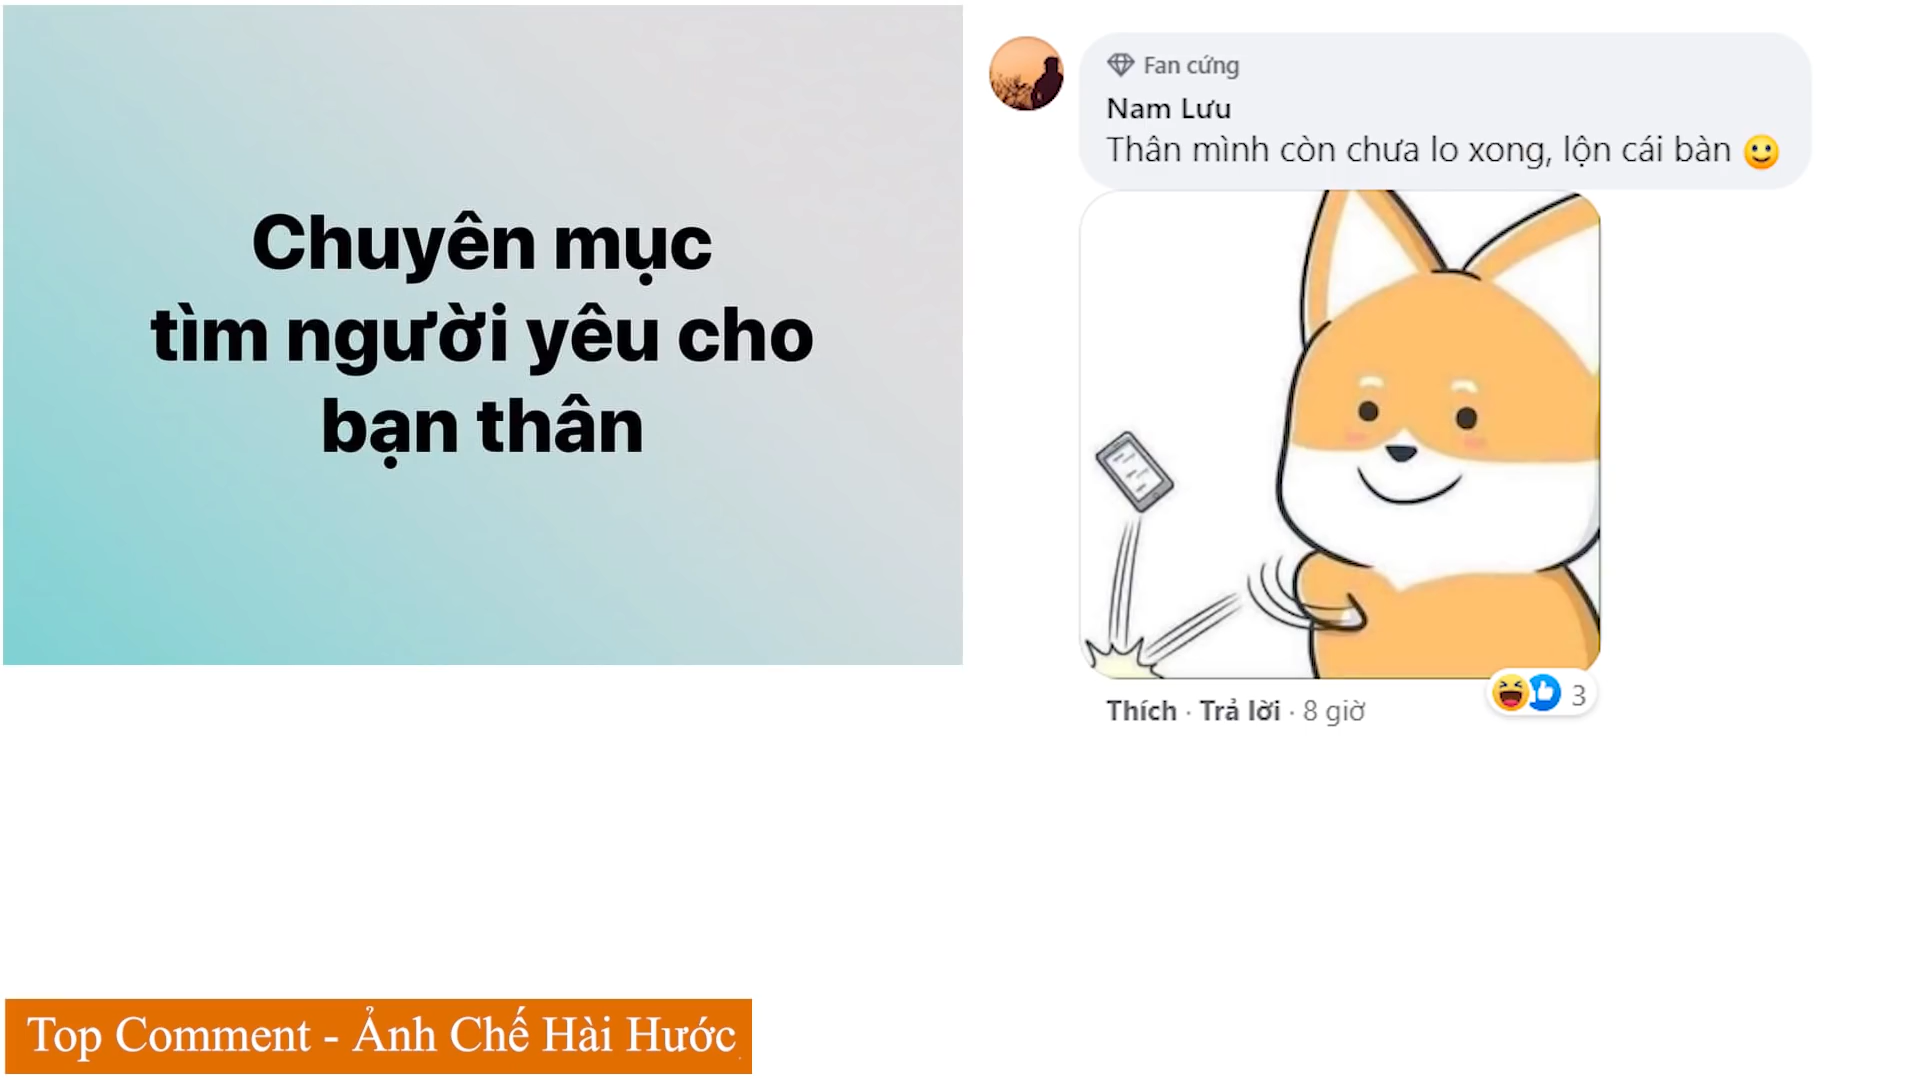 Chuyên mục
tìm người yêu cho
bạn thân
Fan cứng
Nam Lưu
Thân mình còn chưa lo xong, lộn cái bàn 🙂
Thích · Trả lời · 8 giờ
3
Top Comment - Ảnh Chế Hài Hước